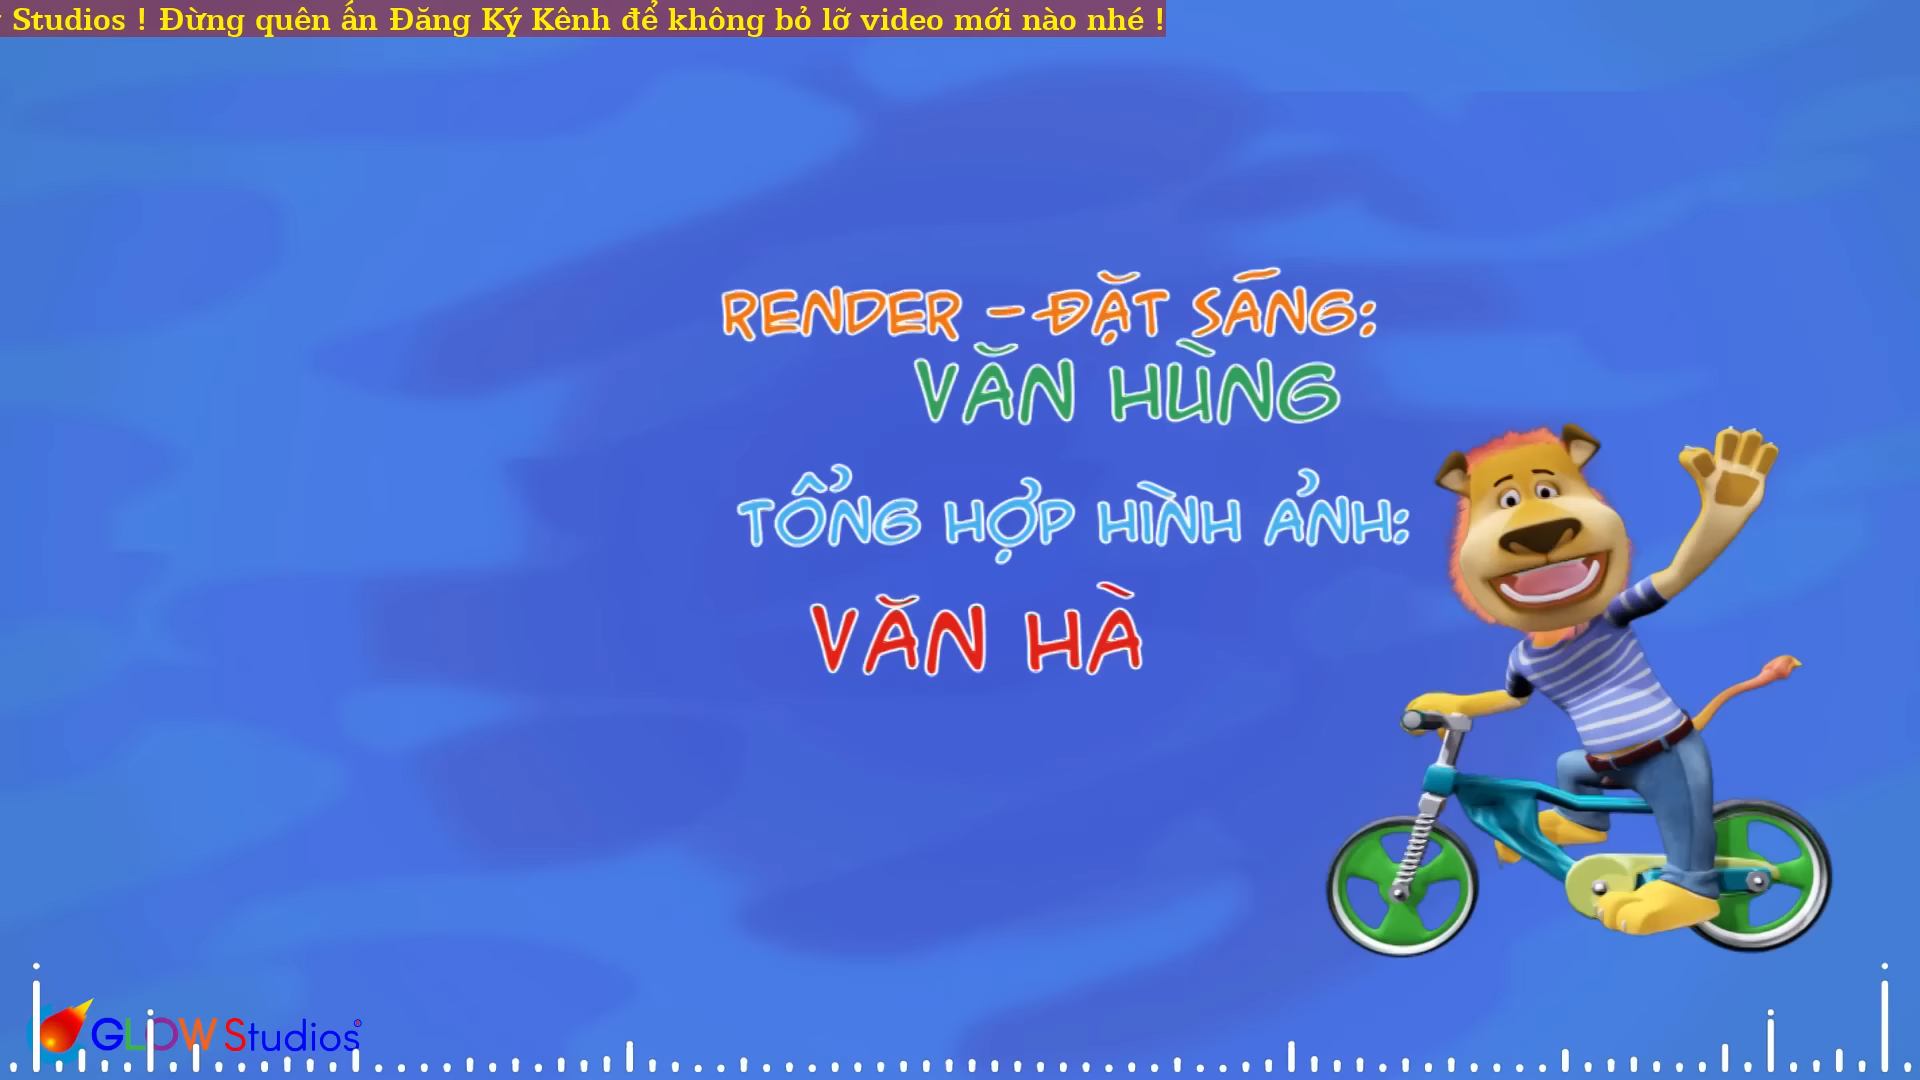 Studios ! Đừng quên ấn Đăng Ký Kênh để không bỏ lỡ video mới nào nhé !
RENDER - ĐẶT SÁNG:
VĂN HÙNG
TỔNG HỢP HÌNH ẢNH:
VĂN HÀ
GLOW Studios